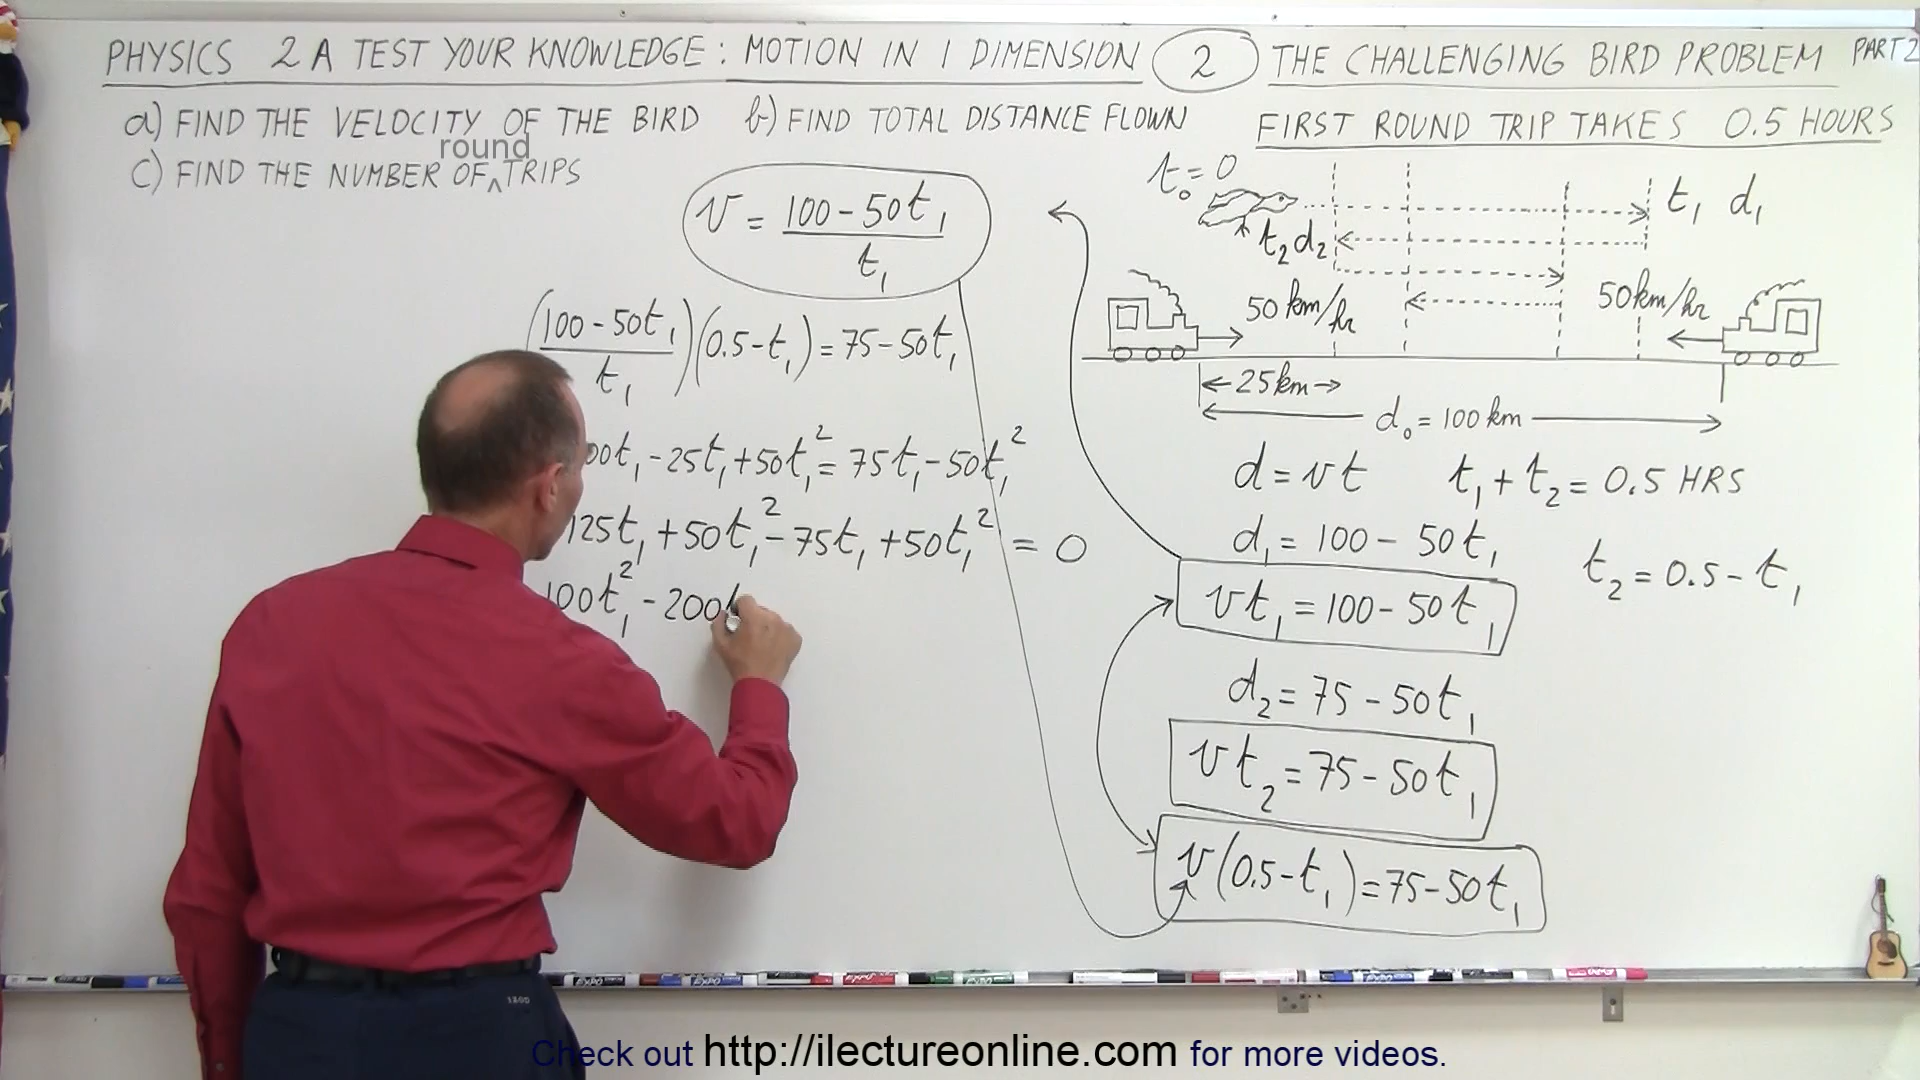 PHYSICS 2A TEST YOUR KNOWLEDGE: MOTION IN 1 DIMENSION 2 THE CHALLENGING BIRD PROBLEM PART 2
a) FIND THE VELOCITY OF THE BIRD b) FIND TOTAL DISTANCE FLOWN
c) FIND THE NUMBER OF ^ round TRIPS
FIRST ROUND TRIP TAKES 0.5 HOURS
v = (100 - 50t₁) / t₁
((100 - 50t₁) / t₁)(0.5 - t₁) = 75 - 50t₁
00t₁ - 25t₁ + 50t₁² = 75t₁ - 50t₁²
125t₁ + 50t₁² - 75t₁ + 50t₁² = 0
100t₁² - 200t
t₀ = 0
t₁ d₁
t₂ d₂
50 km/hr
50 km/hr
25 km
d₀ = 100 km
d = vt t₁ + t₂ = 0.5 HRS
d₁ = 100 - 50t₁
t₂ = 0.5 - t₁
vt₁ = 100 - 50t₁
d₂ = 75 - 50t₁
vt₂ = 75 - 50t₁
v(0.5 - t₁) = 75 - 50t₁
1200
Check out http://ilectureonline.com for more videos.